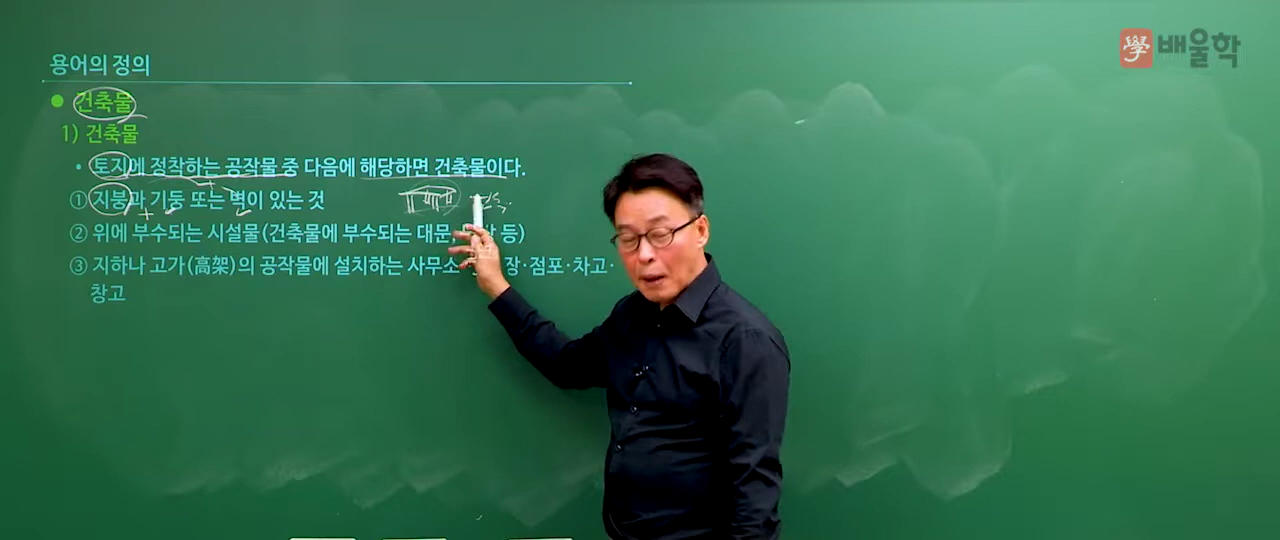 學 배울학
용어의 정의
● 건축물
1) 건축물
• 토지에 정착하는 공작물 중 다음에 해당하면 건축물이다.
① 지붕과 기둥 또는 벽이 있는 것
② 위에 부수되는 시설물(건축물에 부수되는 대문 등)
③ 지하나 고가(高架)의 공작물에 설치하는 사무소 장·점포·차고·
창고